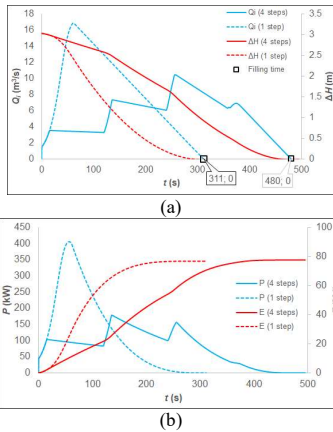 18
16
14
12
10
8
6
4
2
0
Qi (m³/s)
3.5
3
2.5
2
1.5
1
0.5
0
ΔH (m)
Qi (4 steps)
Qi (1 step)
ΔH (4 steps)
ΔH (1 step)
Filling time
311; 0
480; 0
0 100 200 300 400 500
t (s)
(a)
450
400
350
300
250
200
150
100
50
0
P (kW)
100
80
60
40
20
0
P (4 steps)
P (1 step)
E (4 steps)
E (1 step)
0 100 200 300 400 500
t (s)
(b)